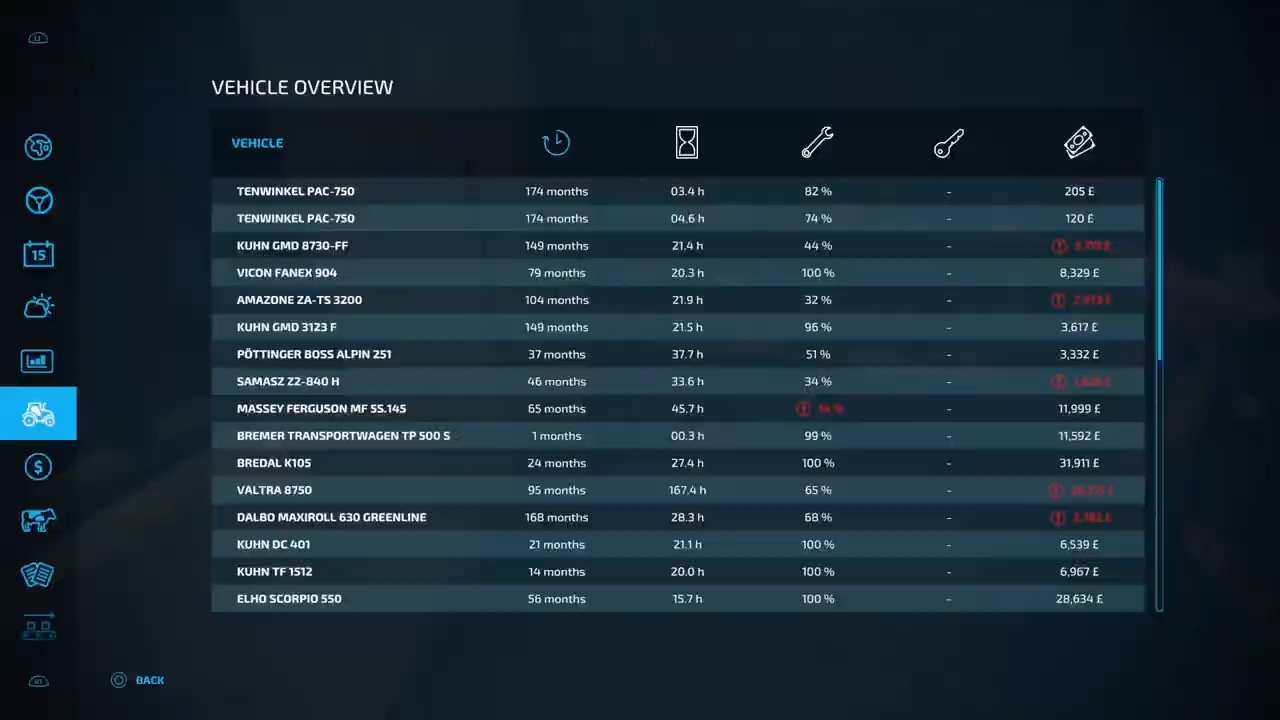 L1
VEHICLE OVERVIEW
VEHICLE
TENWINKEL PAC-750 174 months 03.4 h 82 % - 205 £
TENWINKEL PAC-750 174 months 04.6 h 74 % - 120 £
KUHN GMD 8730-FF 149 months 21.4 h 44 % -
15
VICON FANEX 904 79 months 20.3 h 100 % - 8,329 £
AMAZONE ZA-TS 3200 104 months 21.9 h 32 % -
KUHN GMD 3123 F 149 months 21.5 h 96 % - 3,617 £
PÖTTINGER BOSS ALPIN 251 37 months 37.7 h 51 % - 3,332 £
SAMASZ Z2-840 H 46 months 33.6 h 34 % -
MASSEY FERGUSON MF 5S.145 65 months 45.7 h - 11,999 £
BREMER TRANSPORTWAGEN TP 500 S 1 months 00.3 h 99 % - 11,592 £
BREDAL K105 24 months 27.4 h 100 % - 31,911 £
VALTRA 8750 95 months 167.4 h 65 % -
DALBO MAXIROLL 630 GREENLINE 168 months 28.3 h 68 % -
KUHN DC 401 21 months 21.1 h 100 % - 6,539 £
KUHN TF 1512 14 months 20.0 h 100 % - 6,967 £
ELHO SCORPIO 550 56 months 15.7 h 100 % - 28,634 £
R1
BACK